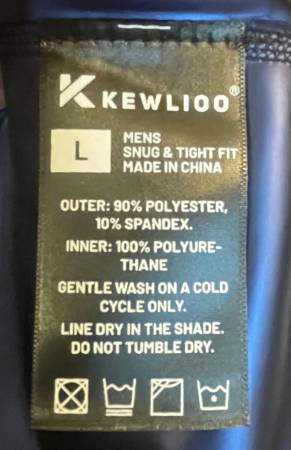 KEWLIOO®
L
MENS
SNUG & TIGHT FIT
MADE IN CHINA
OUTER: 90% POLYESTER,
10% SPANDEX.
INNER: 100% POLYURE-
THANE
GENTLE WASH ON A COLD
CYCLE ONLY.
LINE DRY IN THE SHADE.
DO NOT TUMBLE DRY.